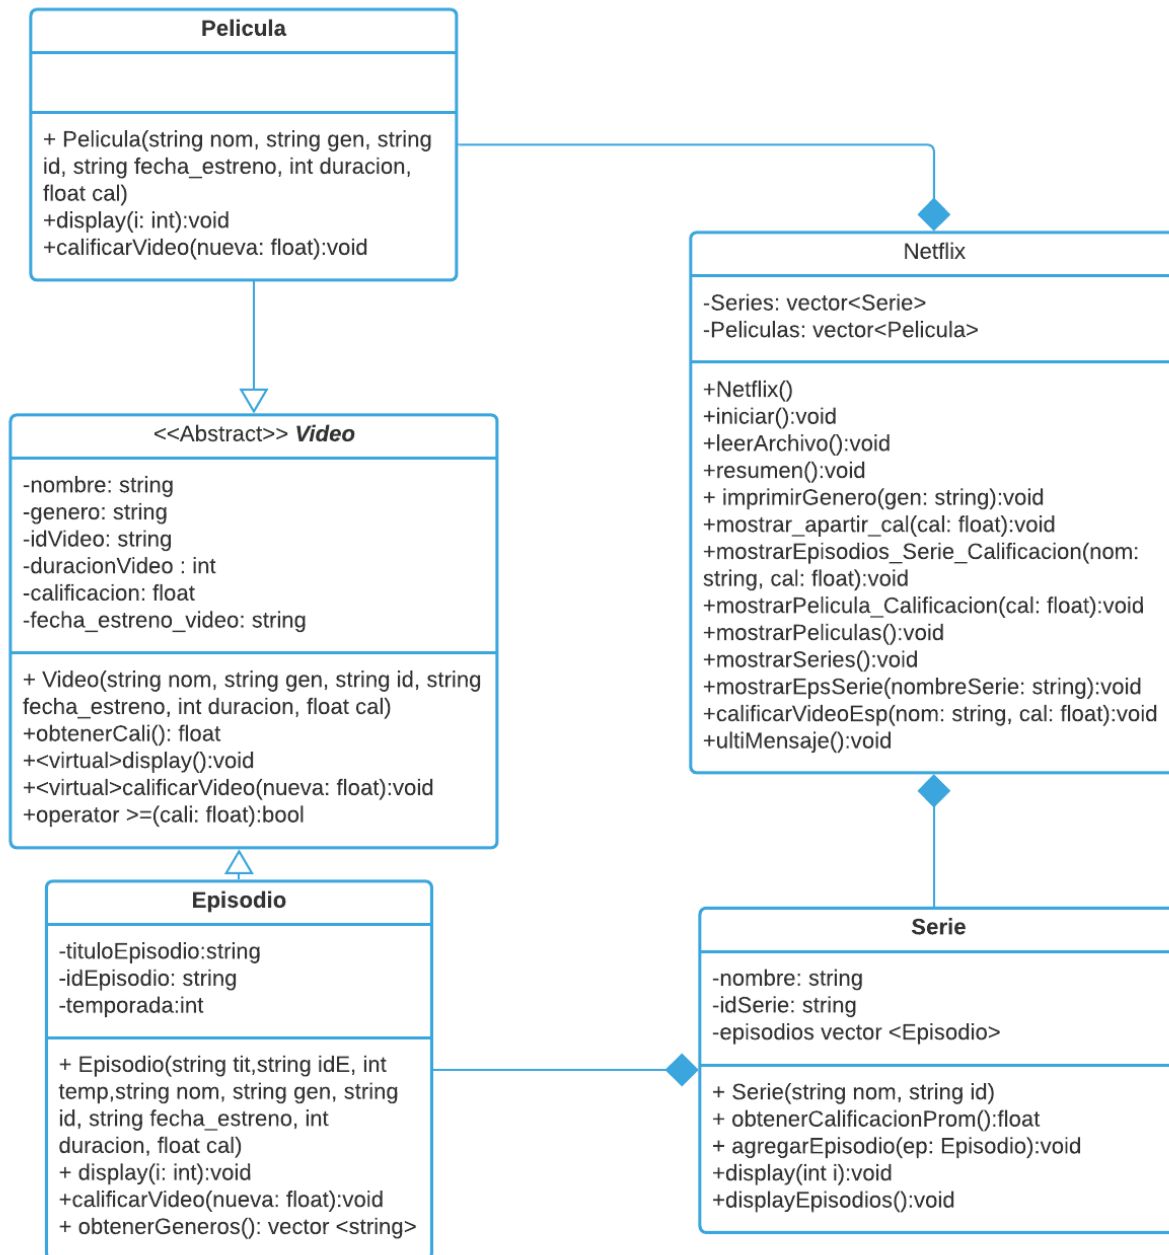 Pelicula
+ Pelicula(string nom, string gen, string
id, string fecha_estreno, int duracion,
float cal)
+display(i: int):void
+calificarVideo(nueva: float):void
Netflix
-Series: vector<Serie>
-Peliculas: vector<Pelicula>
+Netflix()
+iniciar():void
+leerArchivo():void
+resumen():void
+ imprimirGenero(gen: string):void
+mostrar_apartir_cal(cal: float):void
+mostrarEpisodios_Serie_Calificacion(nom:
string, cal: float):void
+mostrarPelicula_Calificacion(cal: float):void
+mostrarPeliculas():void
+mostrarSeries():void
+mostrarEpsSerie(nombreSerie: string):void
+calificarVideoEsp(nom: string, cal: float):void
+ultiMensaje():void
<<Abstract>> Video
-nombre: string
-genero: string
-idVideo: string
-duracionVideo : int
-calificacion: float
-fecha_estreno_video: string
+ Video(string nom, string gen, string id, string
fecha_estreno, int duracion, float cal)
+obtenerCali(): float
+<virtual>display():void
+<virtual>calificarVideo(nueva: float):void
+operator >=(cali: float):bool
Episodio
-tituloEpisodio:string
-idEpisodio: string
-temporada:int
+ Episodio(string tit,string idE, int
temp,string nom, string gen, string
id, string fecha_estreno, int
duracion, float cal)
+ display(i: int):void
+calificarVideo(nueva: float):void
+ obtenerGeneros(): vector <string>
Serie
-nombre: string
-idSerie: string
-episodios vector <Episodio>
+ Serie(string nom, string id)
+ obtenerCalificacionProm():float
+ agregarEpisodio(ep: Episodio):void
+display(int i):void
+displayEpisodios():void